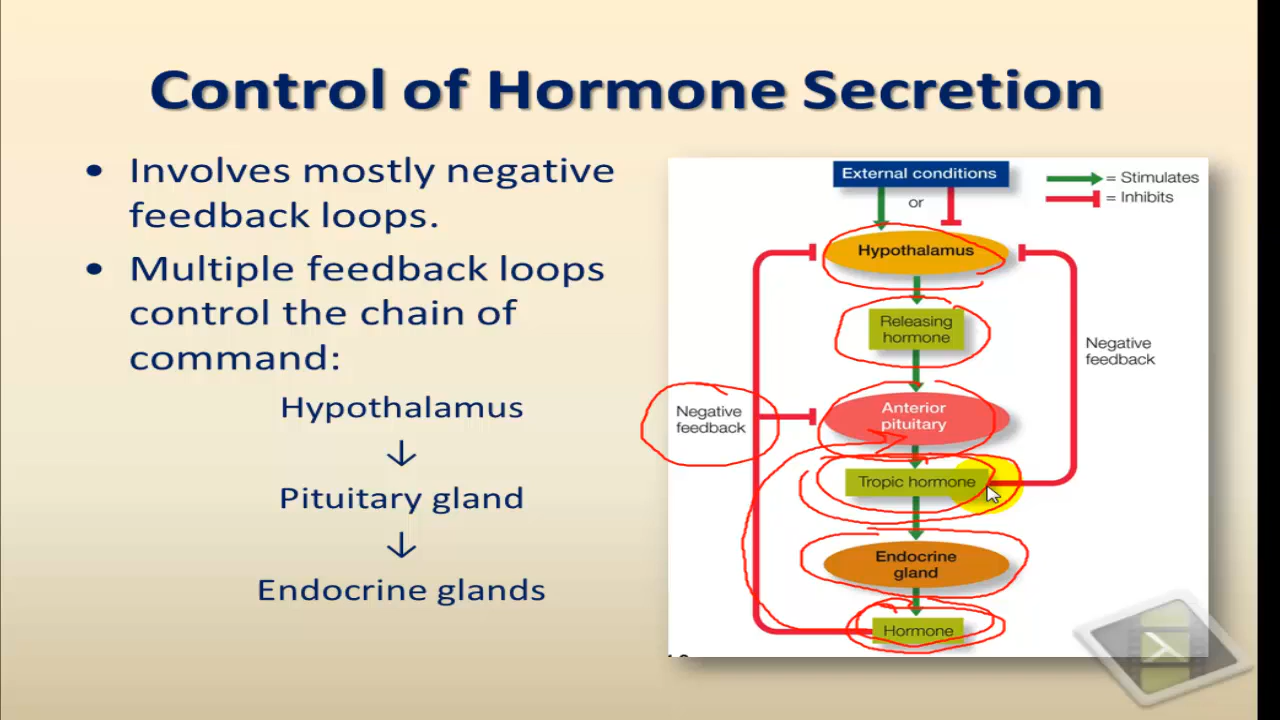 Control of Hormone Secretion
• Involves mostly negative
feedback loops.
• Multiple feedback loops
control the chain of
command:
Hypothalamus
↓
Pituitary gland
↓
Endocrine glands
External conditions
or
= Stimulates
= Inhibits
Hypothalamus
Releasing
hormone
Negative
feedback
Anterior
pituitary
Negative
feedback
Tropic hormone
Endocrine
gland
Hormone